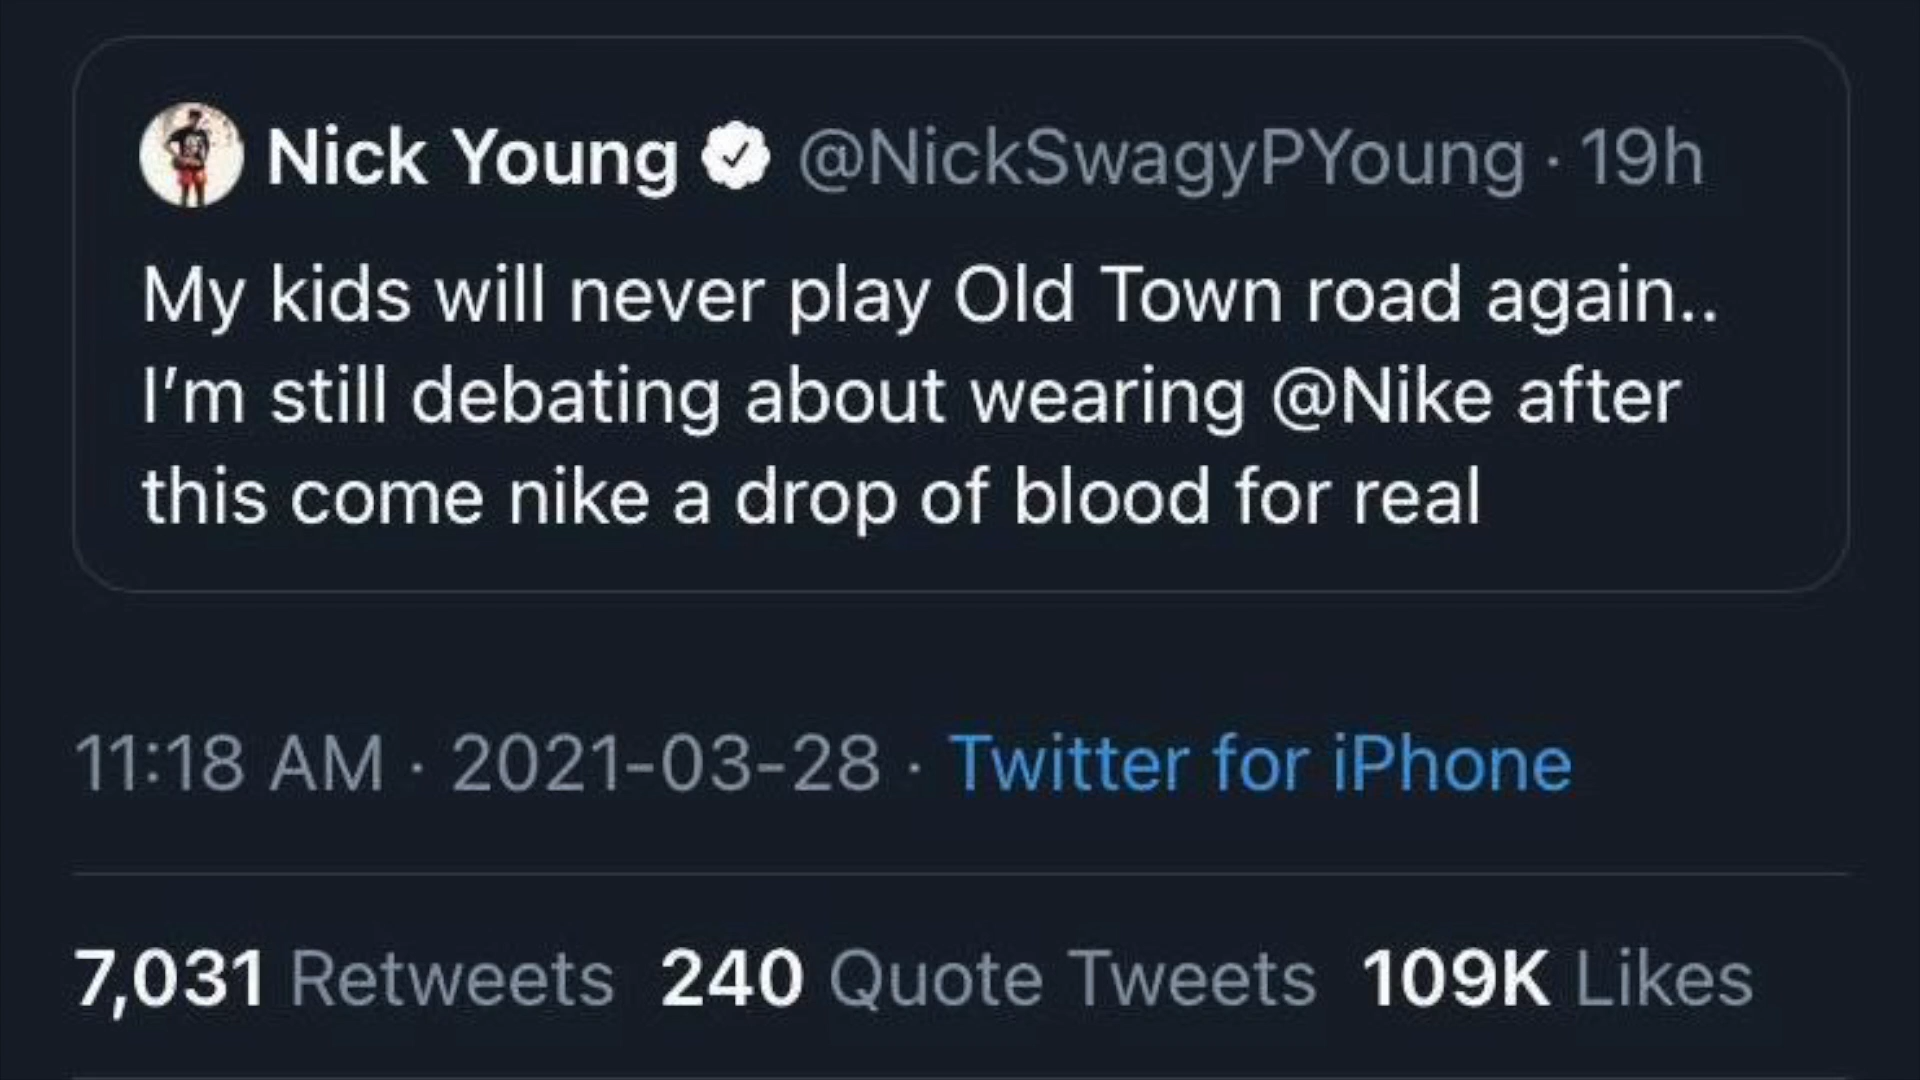 Nick Young @NickSwagyPYoung · 19h
My kids will never play Old Town road again..
I’m still debating about wearing @Nike after
this come nike a drop of blood for real
11:18 AM · 2021-03-28 · Twitter for iPhone
7,031 Retweets 240 Quote Tweets 109K Likes